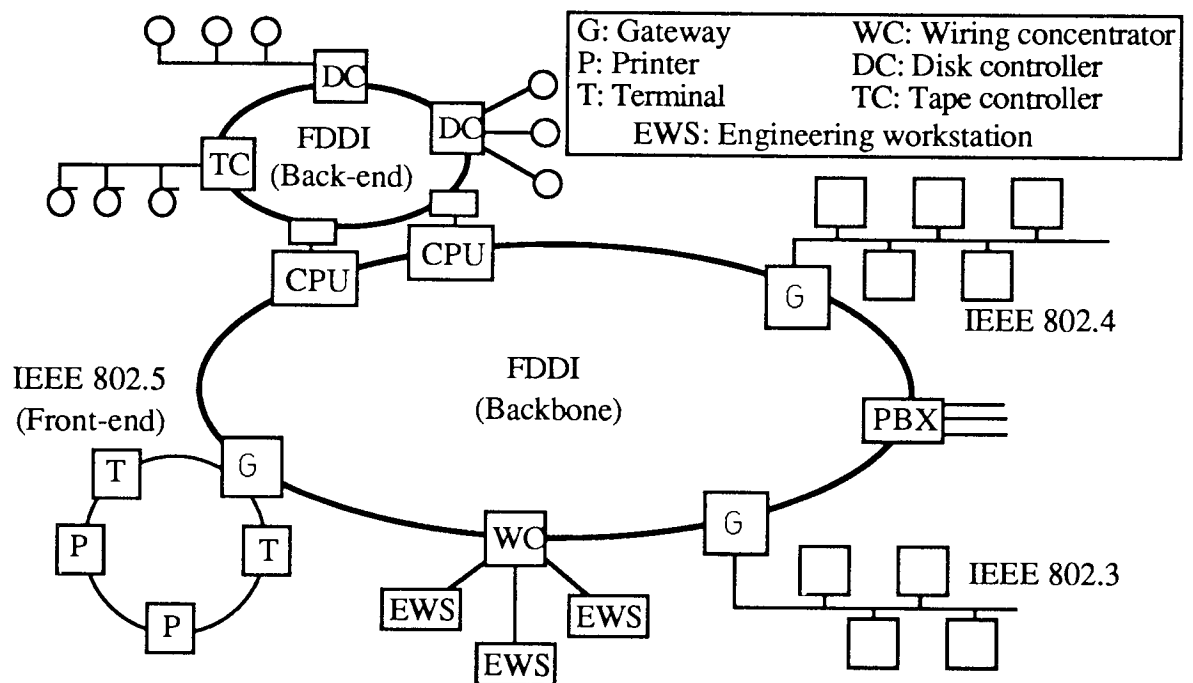 G: Gateway WC: Wiring concentrator
P: Printer DC: Disk controller
T: Terminal TC: Tape controller
EWS: Engineering workstation
DC
DC
FDDI
(Back-end)
TC
CPU
CPU
G
IEEE 802.4
IEEE 802.5
(Front-end)
FDDI
(Backbone)
PBX
T
G
P
T
P
WC
G
EWS
EWS
EWS
IEEE 802.3